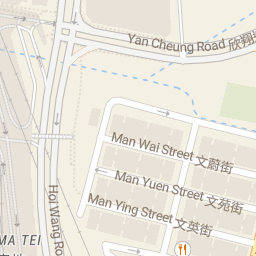 Yan Cheung Road 欣翔
Man Wai Street 文蔚街
Man Yuen Street 文苑街
Man Ying Street 文英街
Hoi Wang Ro
MA TEI